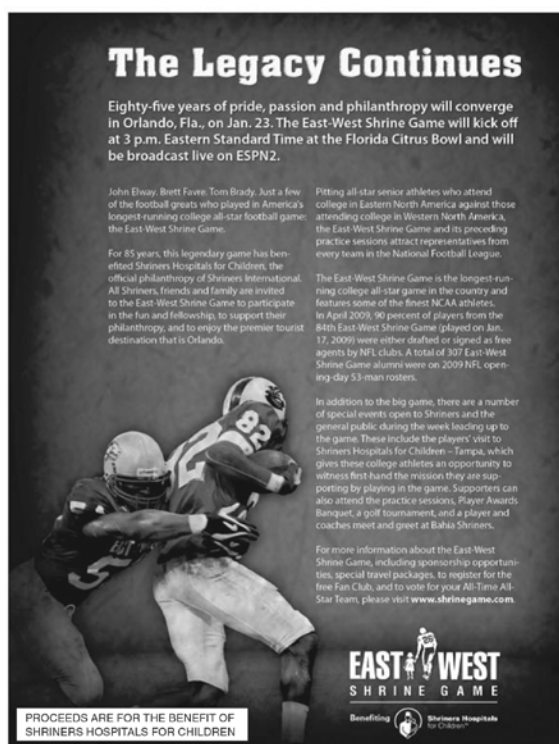 The Legacy Continues
Eighty-five years of pride, passion and philanthropy will converge
in Orlando, Fla., on Jan. 23. The East-West Shrine Game will kick off
at 3 p.m. Eastern Standard Time at the Florida Citrus Bowl and will
be broadcast live on ESPN2.
John Elway. Brett Favre. Tom Brady. Just a few
of the football greats who played in America's
longest-running college all-star football game:
the East-West Shrine Game.
For 85 years, this legendary game has ben-
efited Shriners Hospitals for Children, the
official philanthropy of Shriners International.
All Shriners, friends and family are invited
to the East-West Shrine Game to participate
in the fun and fellowship, to support their
philanthropy, and to enjoy the premier tourist
destination that is Orlando.
Pitting all-star senior athletes who attend
college in Eastern North America against those
attending college in Western North America,
the East-West Shrine Game and its preceding
practice sessions attract representatives from
every team in the National Football League.
The East-West Shrine Game is the longest-run-
ning college all-star game in the country and
features some of the finest NCAA athletes.
In April 2009, 90 percent of players from the
84th East-West Shrine Game (played on Jan.
17, 2009) were either drafted or signed as free
agents by NFL clubs. A total of 307 East-West
Shrine Game alumni were on 2009 NFL open-
ing-day 53-man rosters.
In addition to the big game, there are a number
of special events open to Shriners and the
general public during the week leading up to
the game. These include the players' visit to
Shriners Hospitals for Children – Tampa, which
gives these college athletes an opportunity to
witness first-hand the mission they are sup-
porting by playing in the game. Supporters can
also attend the practice sessions, Player Awards
Banquet, a golf tournament, and a player and
coaches meet and greet at Bahia Shriners.
For more information about the East-West
Shrine Game, including sponsorship opportuni-
ties, special travel packages, to register for the
free Fan Club, and to vote for your All-Time All-
Star Team, please visit www.shrinegame.com.
82
82
5
EAST WEST
SHRINE GAME
Benefiting Shriners Hospitals
for Children™
PROCEEDS ARE FOR THE BENEFIT OF
SHRINERS HOSPITALS FOR CHILDREN